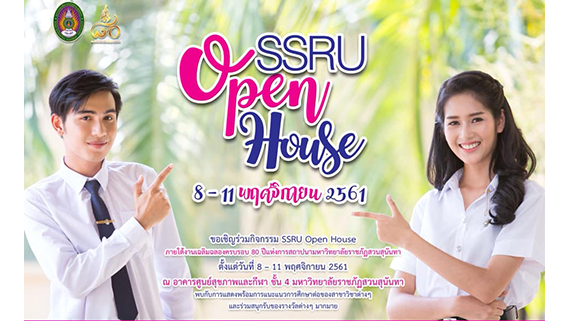 SSRU
Open
House
8 - 11 พฤศจิกายน 2561
ขอเชิญร่วมกิจกรรม SSRU Open House
ภายใต้งานเฉลิมฉลองครบรอบ 80 ปีแห่งการสถาปนามหาวิทยาลัยราชภัฏสวนสุนันทา
ตั้งแต่วันที่ 8 - 11 พฤศจิกายน 2561
ณ อาคารศูนย์สุขภาพและกีฬา ชั้น 4 มหาวิทยาลัยราชภัฏสวนสุนันทา
พบกับการแสดงพร้อมการแนะแนวการศึกษาต่อของสาขาวิชาต่างๆ
และร่วมสนุกรับของรางวัลต่างๆ มากมาย